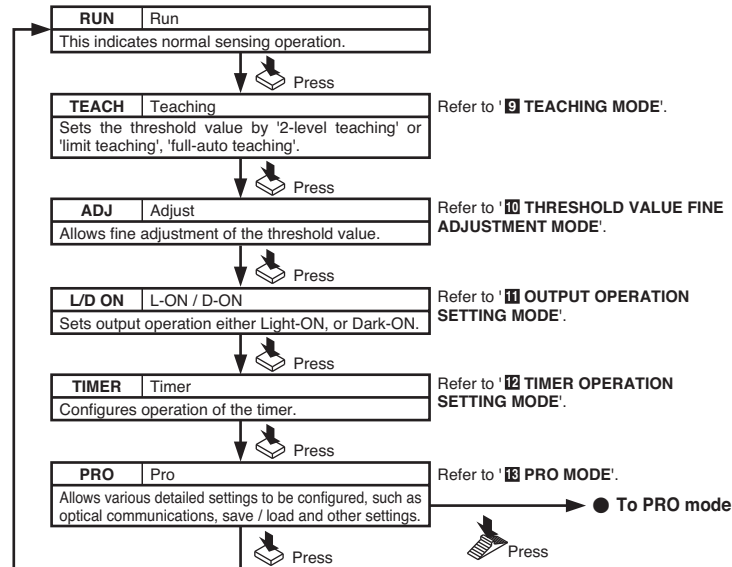 RUN Run
This indicates normal sensing operation.
Press
TEACH Teaching
Refer to '9 TEACHING MODE'.
Sets the threshold value by '2-level teaching' or
'limit teaching', 'full-auto teaching'.
Press
ADJ Adjust
Refer to '10 THRESHOLD VALUE FINE
ADJUSTMENT MODE'.
Allows fine adjustment of the threshold value.
Press
L/D ON L-ON / D-ON
Refer to '11 OUTPUT OPERATION
SETTING MODE'.
Sets output operation either Light-ON, or Dark-ON.
Press
TIMER Timer
Refer to '12 TIMER OPERATION
SETTING MODE'.
Configures operation of the timer.
Press
PRO Pro
Refer to '13 PRO MODE'.
Allows various detailed settings to be configured, such as
optical communications, save / load and other settings.
To PRO mode
Press
Press